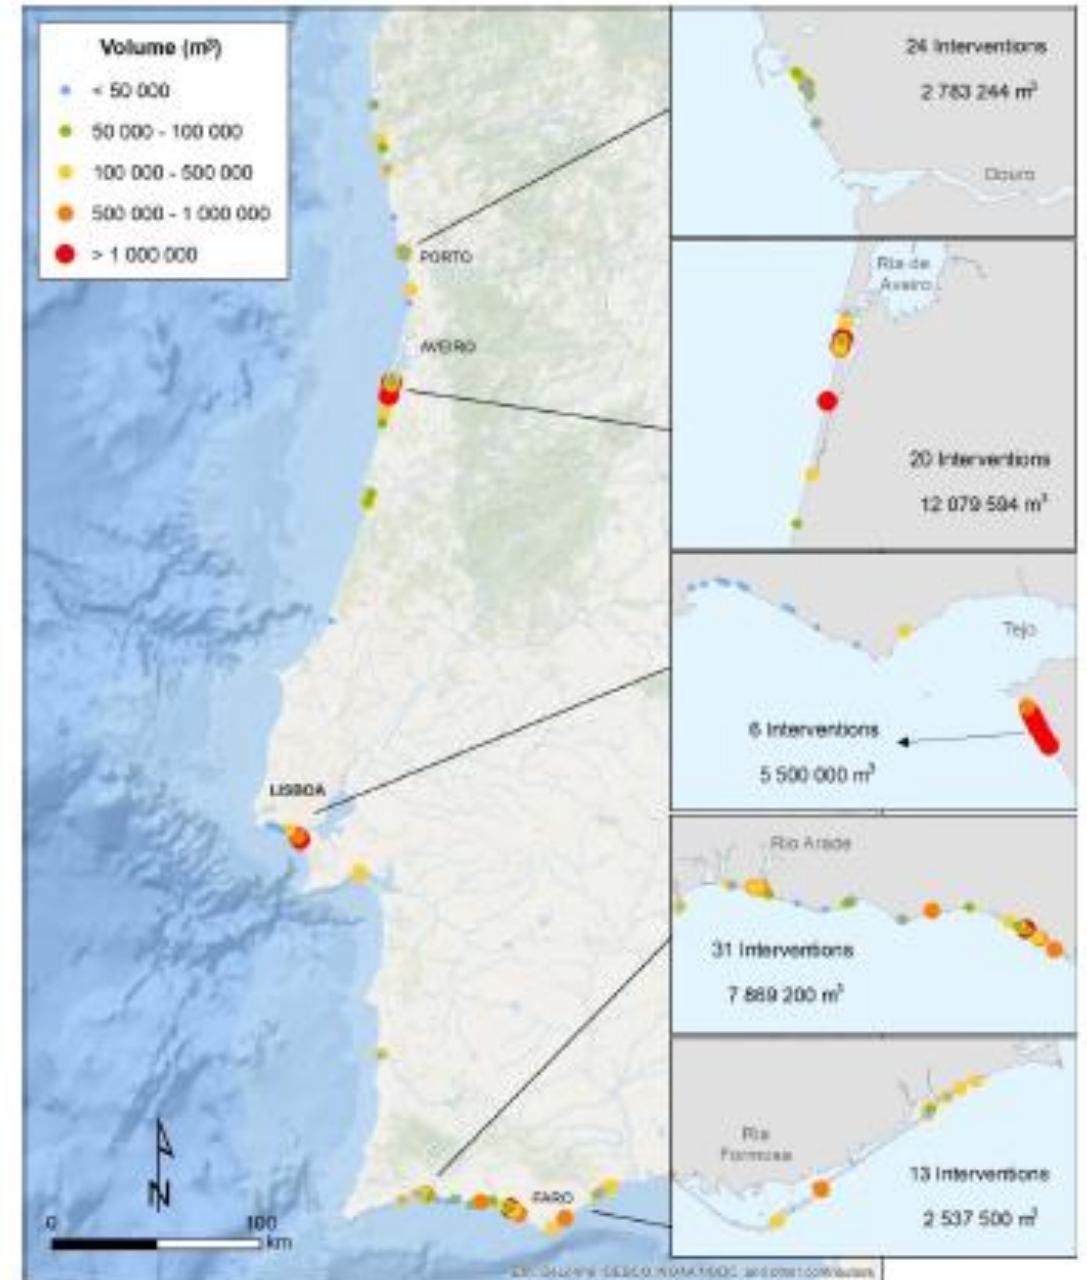 Volume (m³)
< 50 000
50 000 - 100 000
100 000 - 500 000
500 000 - 1 000 000
> 1 000 000
PORTO
AVEIRO
LISBOA
FARO
N
0 100
km
24 Interventions
2 783 244 m³
Douro
Ria de
Aveiro
20 Interventions
12 079 594 m³
Tejo
6 Interventions
5 500 000 m³
Rio Arade
31 Interventions
7 869 200 m³
Ria
Formosa
13 Interventions
2 537 500 m³
and other contributors